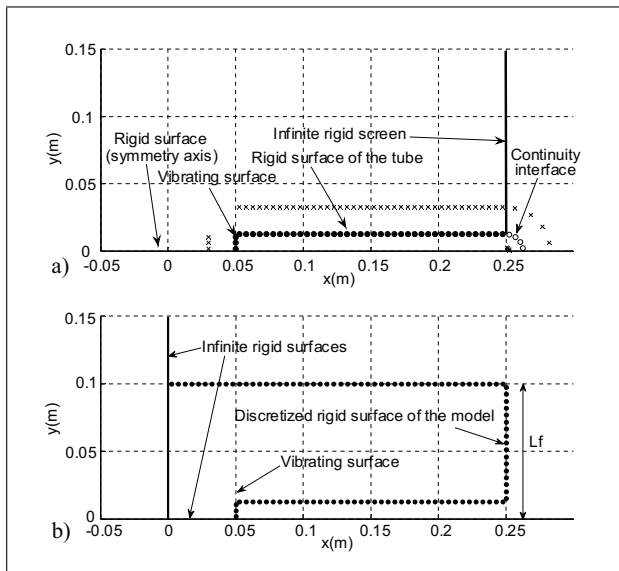 0.15
0.1
y(m)
Infinite rigid screen
Rigid surface
(symmetry axis)
Rigid surface of the tube
Continuity
interface
Vibrating surface
0.05
0
a)
-0.05 0 0.05 0.1 0.15 0.2 0.25
x(m)
0.15
Infinite rigid surfaces
0.1
y(m)
Discretized rigid surface of the model
Lf
0.05
Vibrating surface
0
b)
-0.05 0 0.05 0.1 0.15 0.2 0.25
x(m)